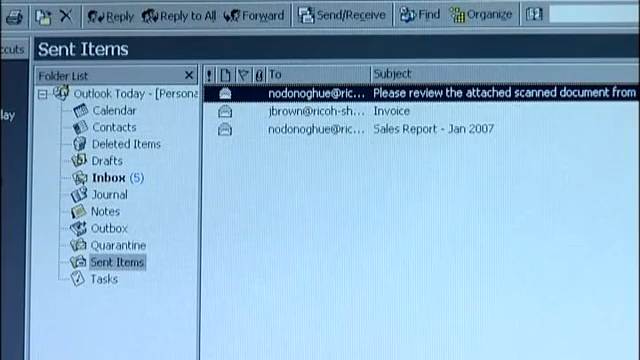 Reply Reply to All Forward Send/Receive Find Organize
cuts Sent Items
Folder List × ! To Subject
Outlook Today - [Persona nodonoghue@ric... Please review the attached scanned document from
lay Calendar jbrown@ricoh-sh... Invoice
Contacts nodonoghue@ric... Sales Report - Jan 2007
Deleted Items
Drafts
Inbox (5)
Journal
Notes
Outbox
Quarantine
Sent Items
Tasks